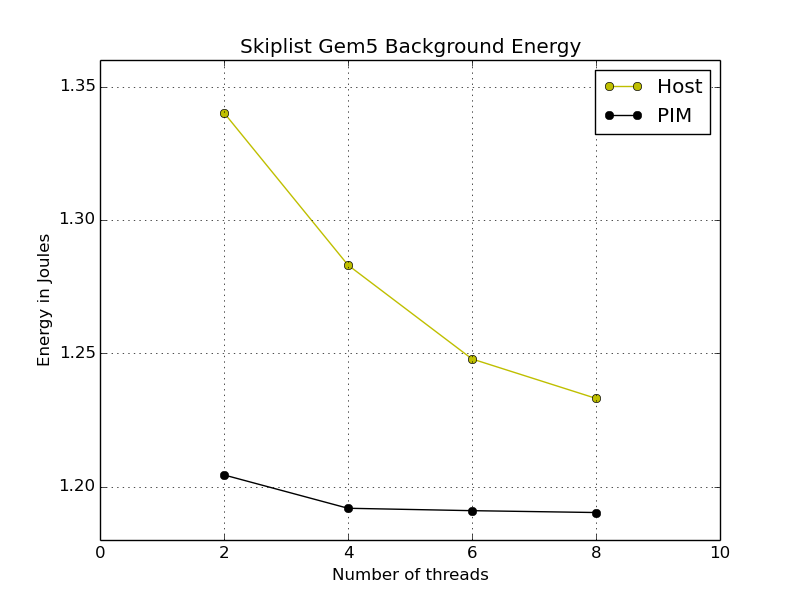 Skiplist Gem5 Background Energy
Host
PIM
1.35
1.30
1.25
1.20
Energy in Joules
0 2 4 6 8 10
Number of threads